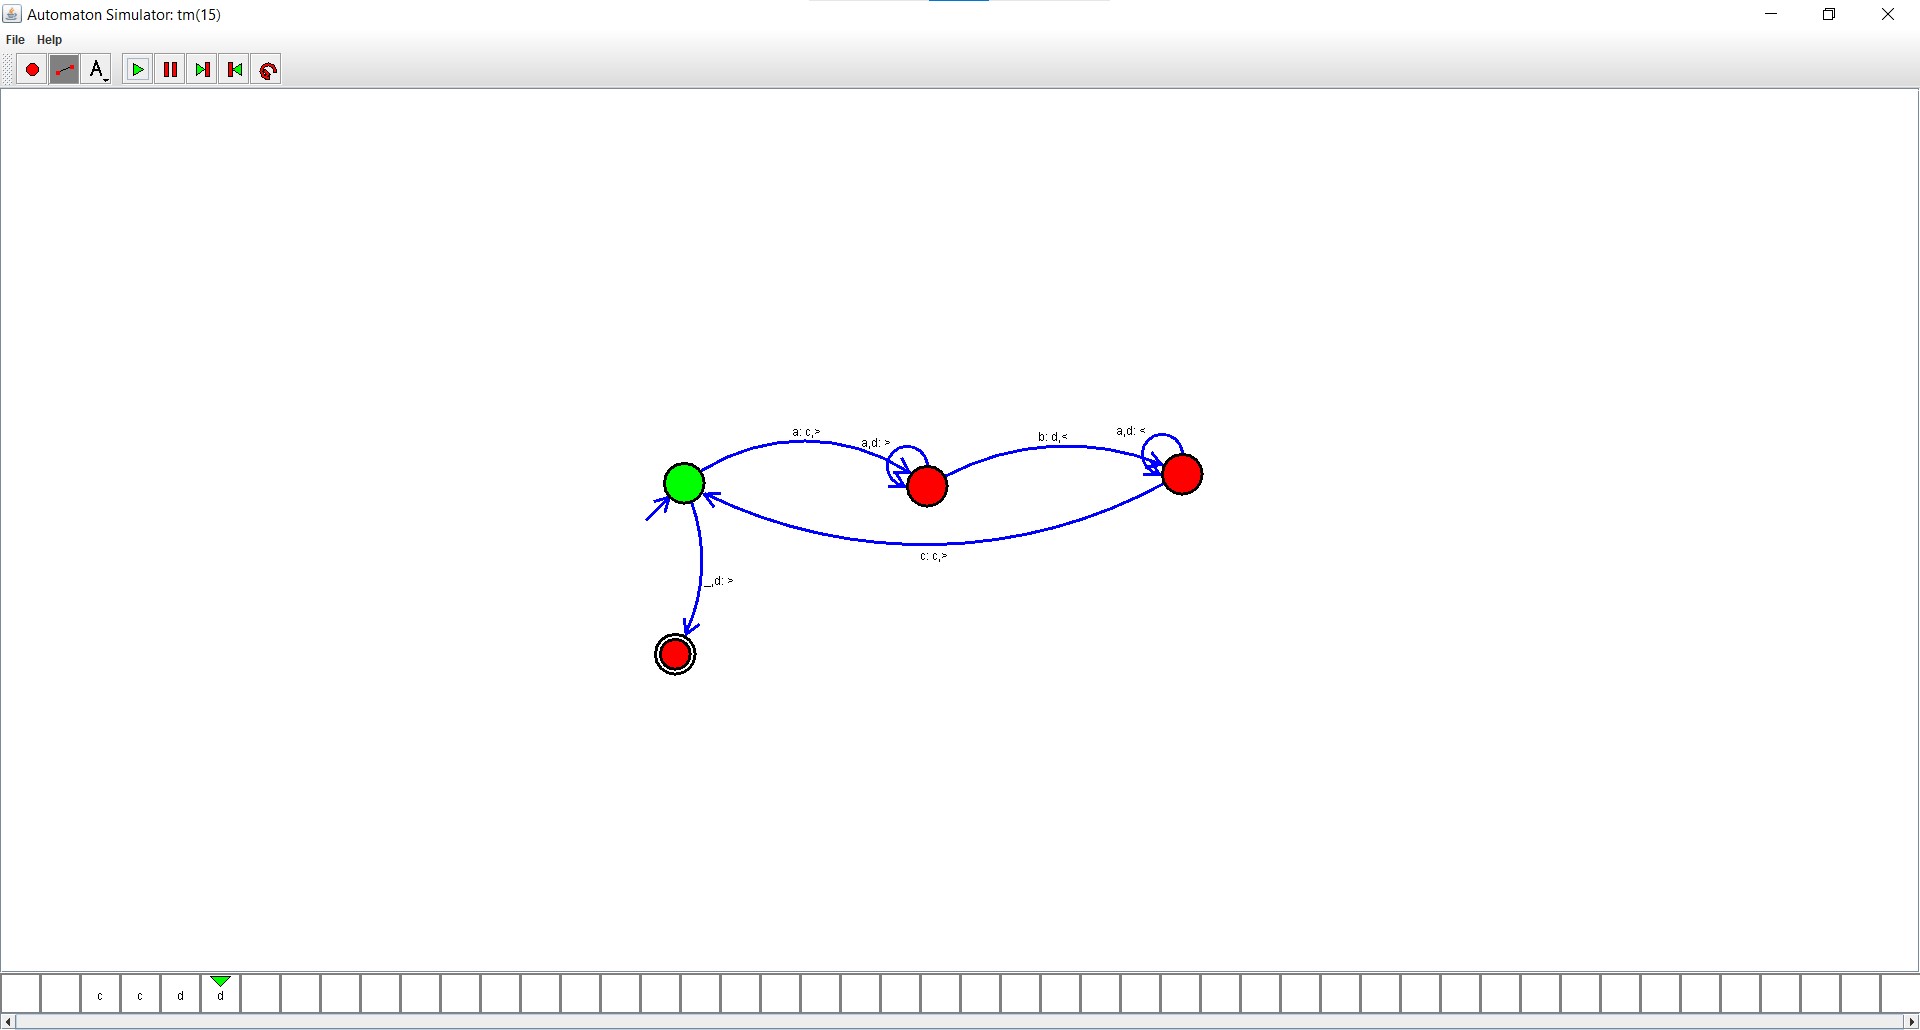 Automaton Simulator: tm(15)
File Help
A
a: c,>
a,d: >
b: d,<
a,d: <
c: c,>
_,d: >
c c d d